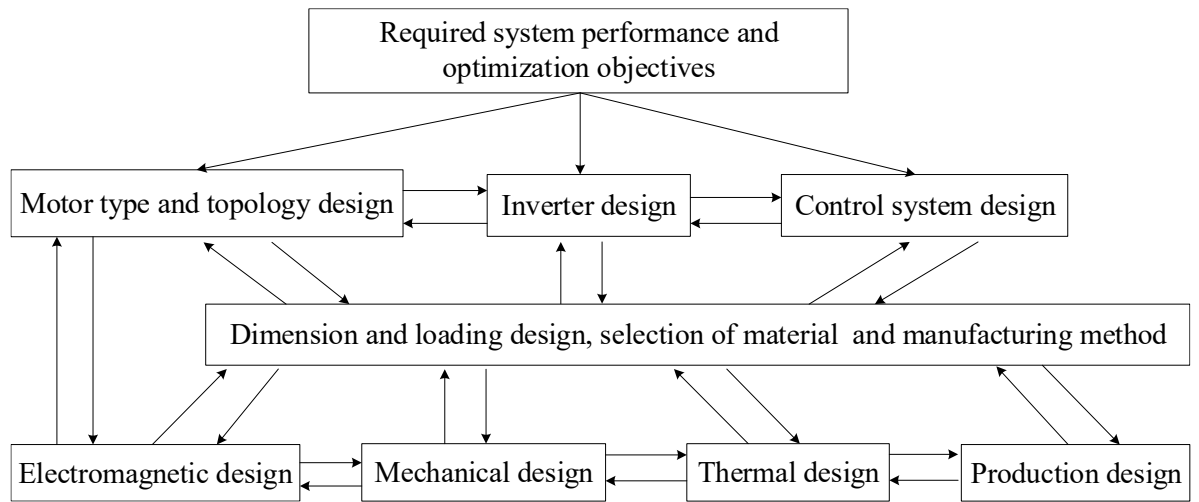 Required system performance and
optimization objectives
Motor type and topology design
Inverter design
Control system design
Dimension and loading design, selection of material and manufacturing method
Electromagnetic design
Mechanical design
Thermal design
Production design